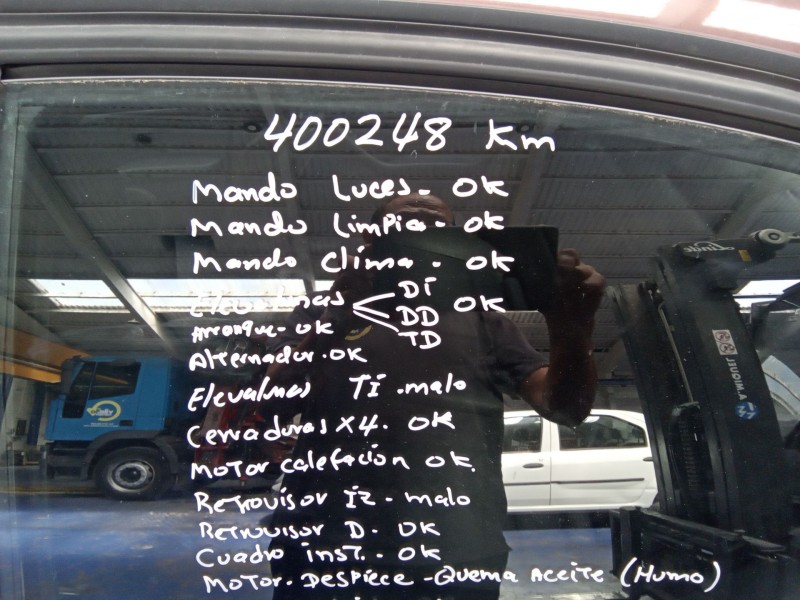 400248 Km
Mando Luces - OK
Mando Limpia - OK
Mando Clima - OK
Elevalunas DI DD TD OK
Arranque - OK
Alternador - OK
Elevalunas TI - malo
Cerraduras x4. OK
Motor calefacion OK.
Retrovisor IZ - malo
Retrovisor D - OK
Cuadro inst. - OK
Motor - Despiece - Quema Aceite (Humo)